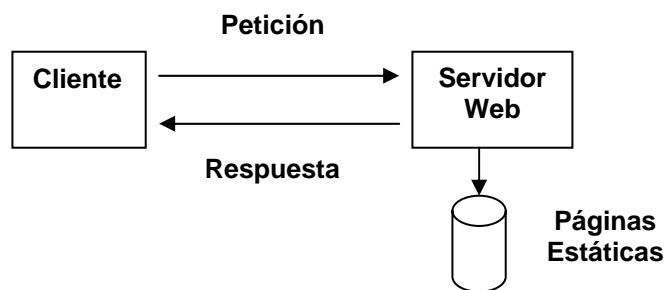 Petición
Cliente
Servidor
Web
Respuesta
Páginas
Estáticas